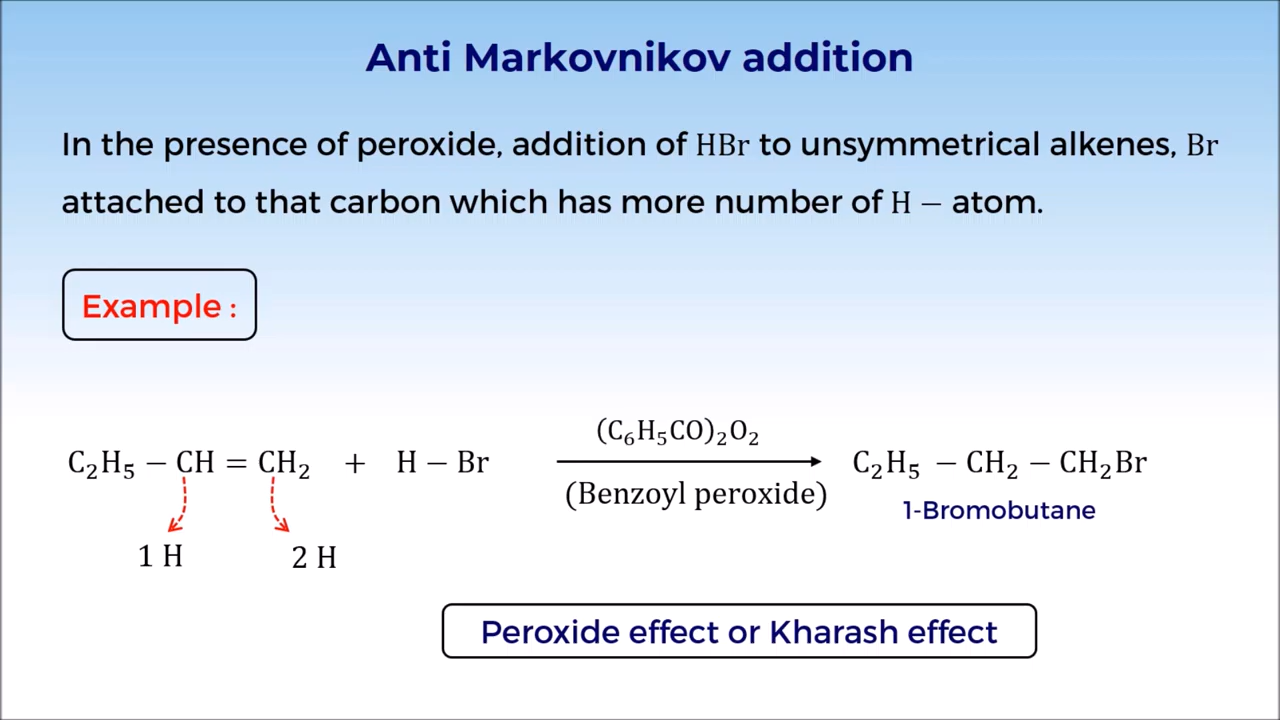 Anti Markovnikov addition
In the presence of peroxide, addition of HBr to unsymmetrical alkenes, Br
attached to that carbon which has more number of H – atom.
Example :
(C₆H₅CO)₂O₂
C₂H₅ – CH = CH₂ + H – Br C₂H₅ – CH₂ – CH₂Br
(Benzoyl peroxide)
1-Bromobutane
1 H 2 H
Peroxide effect or Kharash effect